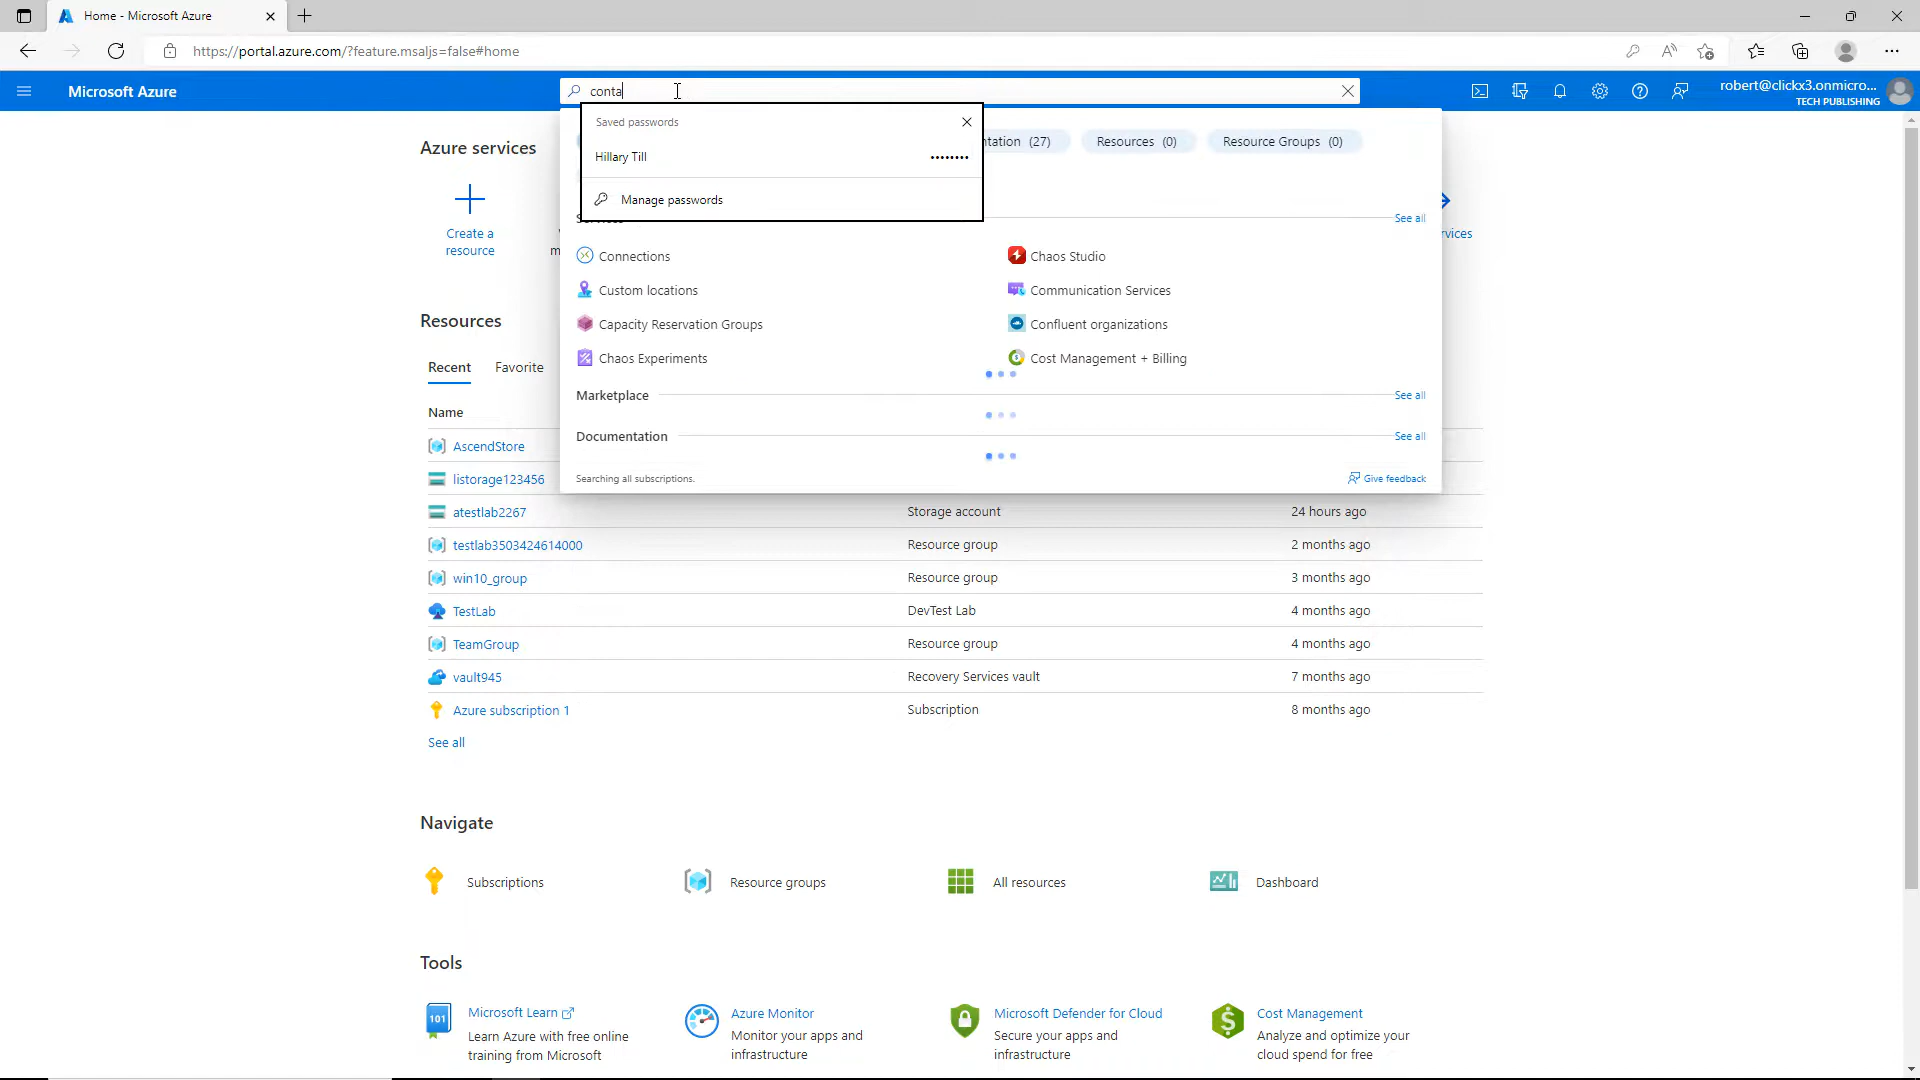 Home - Microsoft Azure
https://portal.azure.com/?feature.msaljs=false#home
Microsoft Azure
conta
robert@clickx3.onmicro...
TECH PUBLISHING
Saved passwords
Hillary Till
••••••••
Manage passwords
ntation (27)
Resources (0)
Resource Groups (0)
See all
Connections
Chaos Studio
Custom locations
Communication Services
Capacity Reservation Groups
Confluent organizations
Chaos Experiments
Cost Management + Billing
Marketplace
See all
Documentation
See all
Searching all subscriptions.
Give feedback
Azure services
Create a
resource
m
rvices
Resources
Recent
Favorite
Name
AscendStore
listorage123456
atestlab2267
Storage account
24 hours ago
testlab3503424614000
Resource group
2 months ago
win10_group
Resource group
3 months ago
TestLab
DevTest Lab
4 months ago
TeamGroup
Resource group
4 months ago
vault945
Recovery Services vault
7 months ago
Azure subscription 1
Subscription
8 months ago
See all
Navigate
Subscriptions
Resource groups
All resources
Dashboard
Tools
101
Microsoft Learn
Learn Azure with free online
training from Microsoft
Azure Monitor
Monitor your apps and
infrastructure
Microsoft Defender for Cloud
Secure your apps and
infrastructure
Cost Management
Analyze and optimize your
cloud spend for free